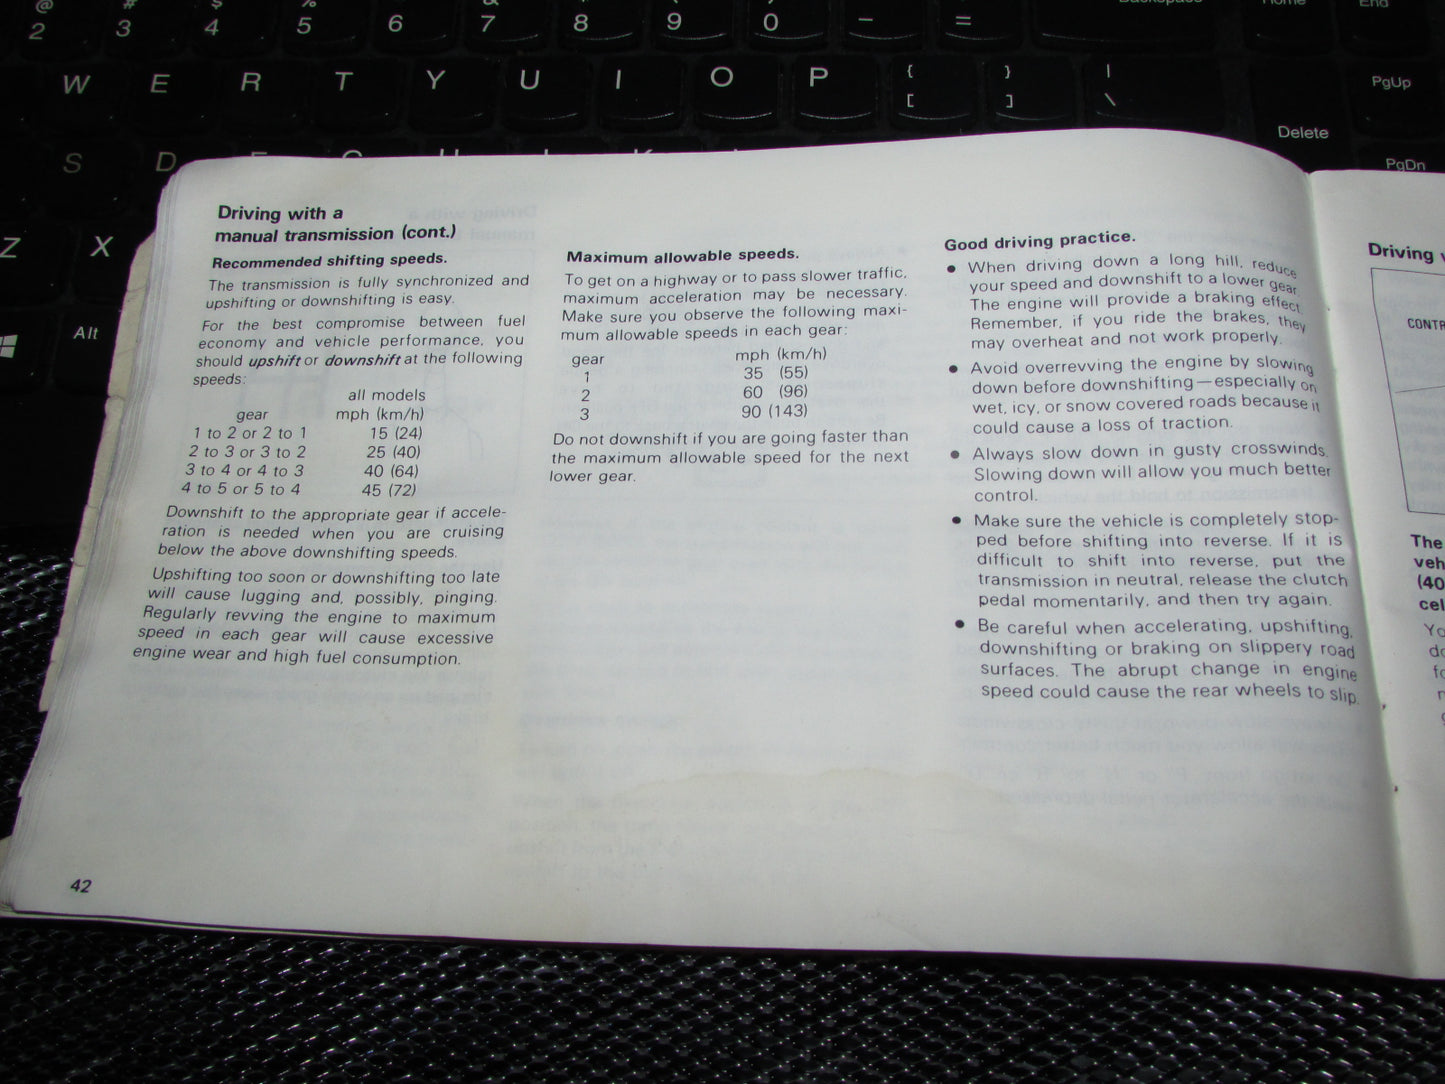 @ # $ % &
2 3 4 5 6 7 8 9 0 – =
Backspace Home End
W E R T Y U I O P { [ } ] | \
PgUp
Delete
S D
PgDn
Z X
Alt
Driving with a
manual transmission (cont.)
Recommended shifting speeds.
The transmission is fully synchronized and
upshifting or downshifting is easy.
For the best compromise between fuel
economy and vehicle performance, you
should upshift or downshift at the following
speeds:
all models
gear mph (km/h)
1 to 2 or 2 to 1 15 (24)
2 to 3 or 3 to 2 25 (40)
3 to 4 or 4 to 3 40 (64)
4 to 5 or 5 to 4 45 (72)
Downshift to the appropriate gear if accele-
ration is needed when you are cruising
below the above downshifting speeds.
Upshifting too soon or downshifting too late
will cause lugging and, possibly, pinging.
Regularly revving the engine to maximum
speed in each gear will cause excessive
engine wear and high fuel consumption.
Maximum allowable speeds.
To get on a highway or to pass slower traffic,
maximum acceleration may be necessary.
Make sure you observe the following maxi-
mum allowable speeds in each gear:
gear mph (km/h)
1 35 (55)
2 60 (96)
3 90 (143)
Do not downshift if you are going faster than
the maximum allowable speed for the next
lower gear.
Good driving practice.
● When driving down a long hill, reduce
your speed and downshift to a lower gear.
The engine will provide a braking effect.
Remember, if you ride the brakes, they
may overheat and not work properly.
● Avoid overrevving the engine by slowing
down before downshifting—especially on
wet, icy, or snow covered roads because it
could cause a loss of traction.
● Always slow down in gusty crosswinds.
Slowing down will allow you much better
control.
● Make sure the vehicle is completely stop-
ped before shifting into reverse. If it is
difficult to shift into reverse, put the
transmission in neutral, release the clutch
pedal momentarily, and then try again.
● Be careful when accelerating, upshifting,
downshifting or braking on slippery road
surfaces. The abrupt change in engine
speed could cause the rear wheels to slip.
42
Driving
CONTR
The
veh
(40
cel